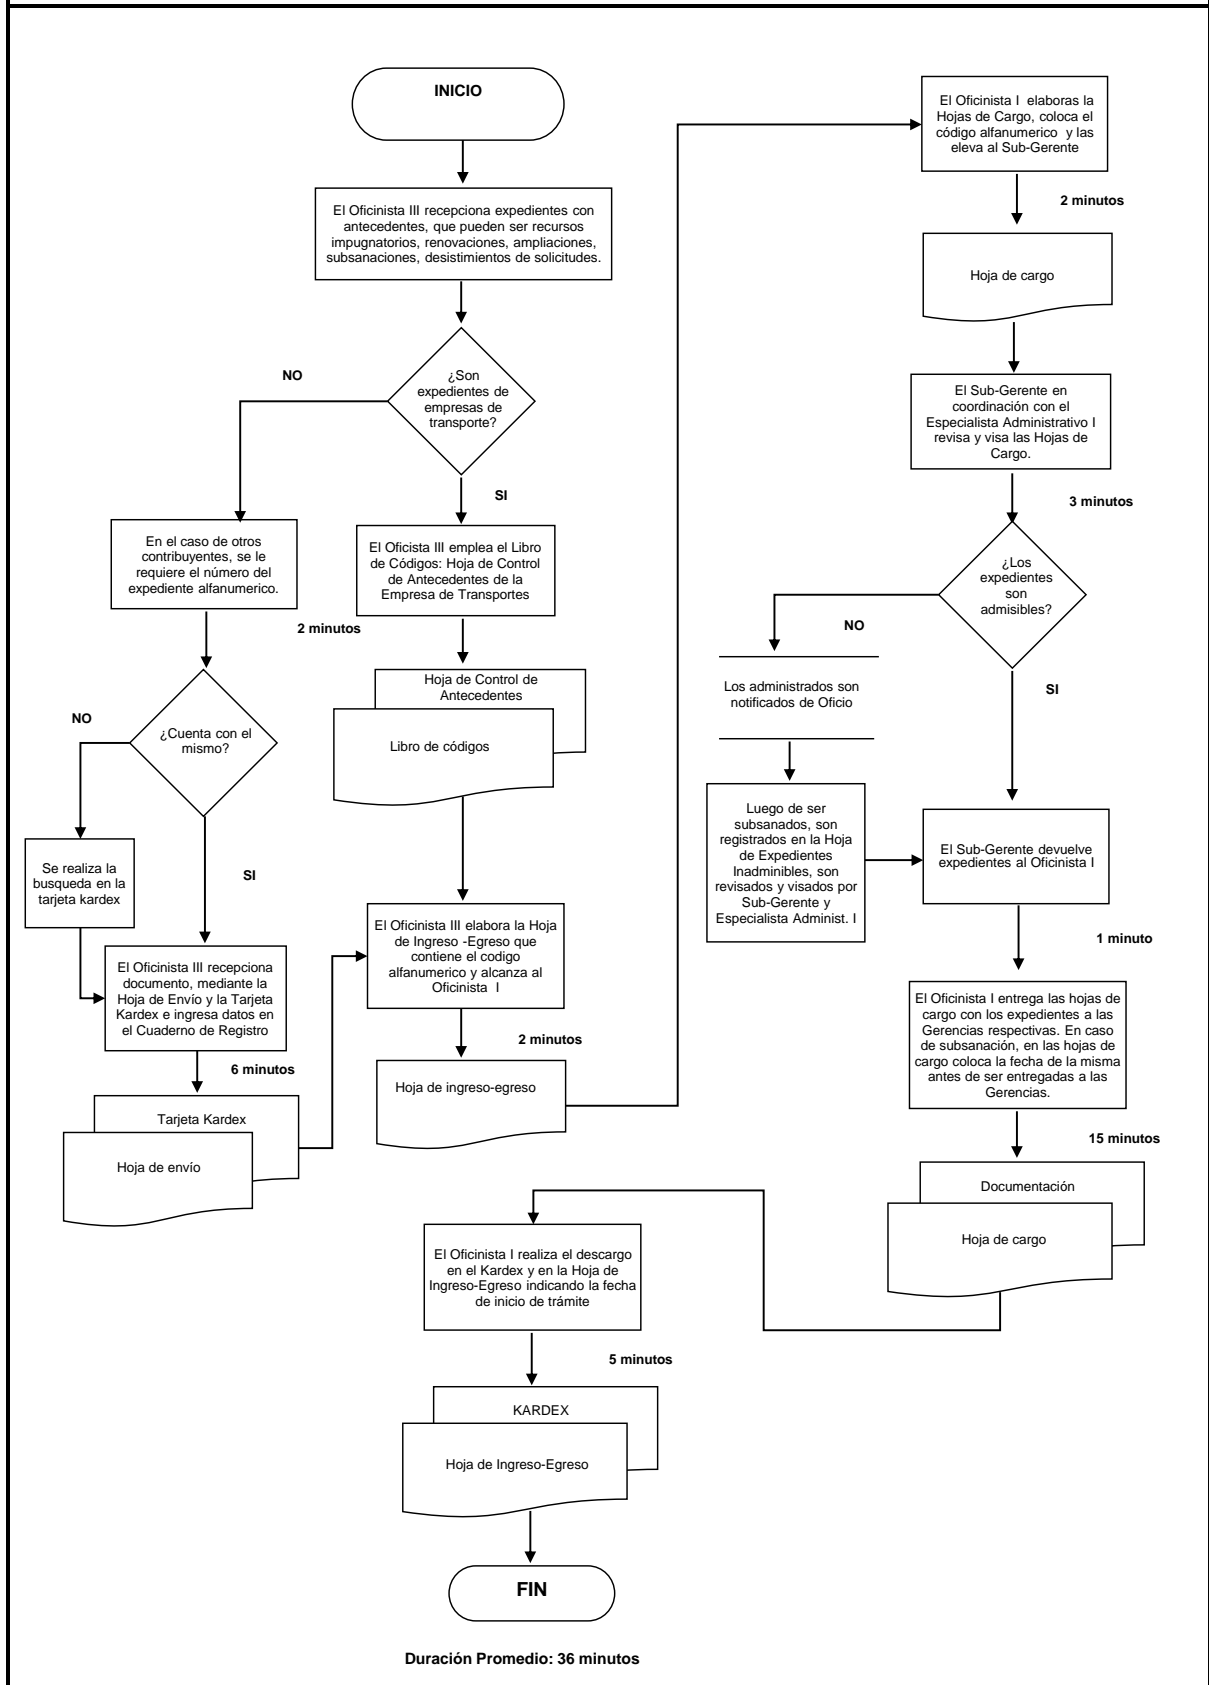 INICIO
El Oficinista III recepciona expedientes con
antecedentes, que pueden ser recursos
impugnatorios, renovaciones, ampliaciones,
subsanaciones, desistimientos de solicitudes.
¿Son
expedientes de
empresas de
transporte?
NO
SI
En el caso de otros
contribuyentes, se le
requiere el número del
expediente alfanumerico.
El Oficista III emplea el Libro
de Códigos: Hoja de Control
de Antecedentes de la
Empresa de Transportes
2 minutos
Hoja de Control de
Antecedentes
Libro de códigos
¿Cuenta con el
mismo?
NO
SI
Se realiza la
busqueda en la
tarjeta kardex
El Oficinista III recepciona
documento, mediante la
Hoja de Envío y la Tarjeta
Kardex e ingresa datos en
el Cuaderno de Registro
6 minutos
Tarjeta Kardex
Hoja de envío
El Oficinista III elabora la Hoja
de Ingreso -Egreso que
contiene el codigo
alfanumerico y alcanza al
Oficinista I
2 minutos
Hoja de ingreso-egreso
El Oficinista I elaboras la
Hojas de Cargo, coloca el
código alfanumerico y las
eleva al Sub-Gerente
2 minutos
Hoja de cargo
El Sub-Gerente en
coordinación con el
Especialista Administrativo I
revisa y visa las Hojas de
Cargo.
3 minutos
¿Los
expedientes
son
admisibles?
NO
SI
Los administrados son
notificados de Oficio
Luego de ser
subsanados, son
registrados en la Hoja
de Expedientes
Inadminibles, son
revisados y visados por
Sub-Gerente y
Especialista Administ. I
El Sub-Gerente devuelve
expedientes al Oficinista I
1 minuto
El Oficinista I entrega las hojas de
cargo con los expedientes a las
Gerencias respectivas. En caso
de subsanación, en las hojas de
cargo coloca la fecha de la misma
antes de ser entregadas a las
Gerencias.
15 minutos
Documentación
Hoja de cargo
El Oficinista I realiza el descargo
en el Kardex y en la Hoja de
Ingreso-Egreso indicando la fecha
de inicio de trámite
5 minutos
KARDEX
Hoja de Ingreso-Egreso
FIN
Duración Promedio: 36 minutos